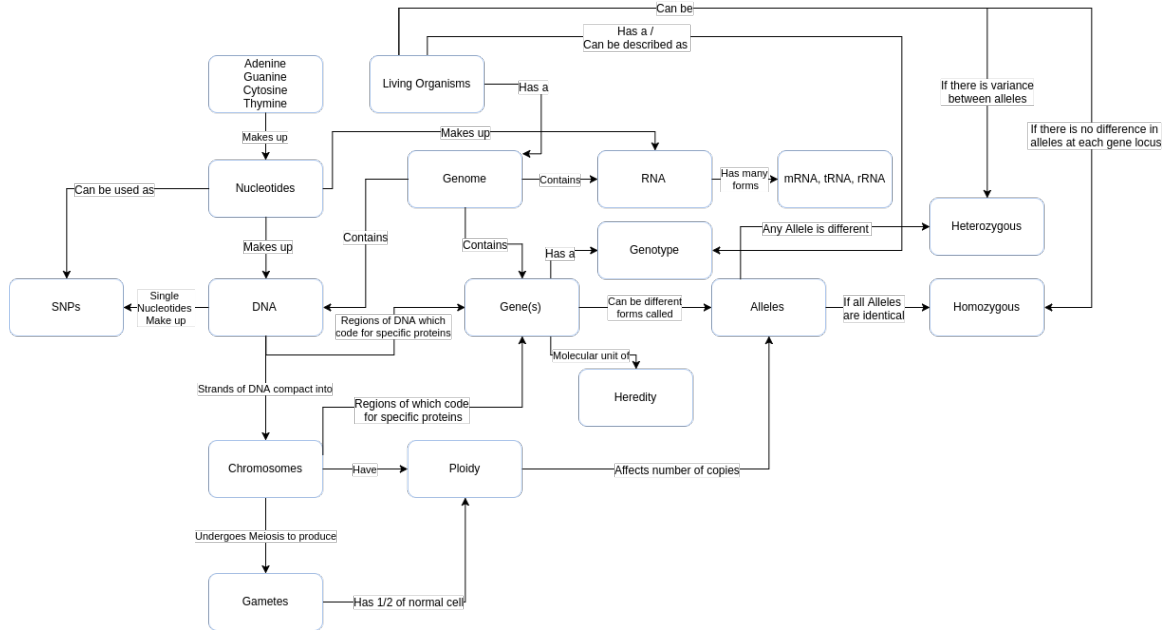 Can be
Has a /
Can be described as
Adenine
Guanine
Cytosine
Thymine
Living Organisms
Has a
If there is variance
between alleles
Makes up
Makes up
If there is no difference in
alleles at each gene locus
Nucleotides
Can be used as
Genome
Contains
RNA
Has many
forms
mRNA, tRNA, rRNA
Heterozygous
Any Allele is different
Contains
Makes up
Contains
Has a
Genotype
SNPs
Single
Nucleotides
Make up
DNA
Regions of DNA which
code for specific proteins
Gene(s)
Can be different
forms called
Alleles
If all Alleles
are identical
Homozygous
Molecular unit of
Heredity
Strands of DNA compact into
Regions of which code
for specific proteins
Chromosomes
Have
Ploidy
Affects number of copies
Undergoes Meiosis to produce
Gametes
Has 1/2 of normal cell